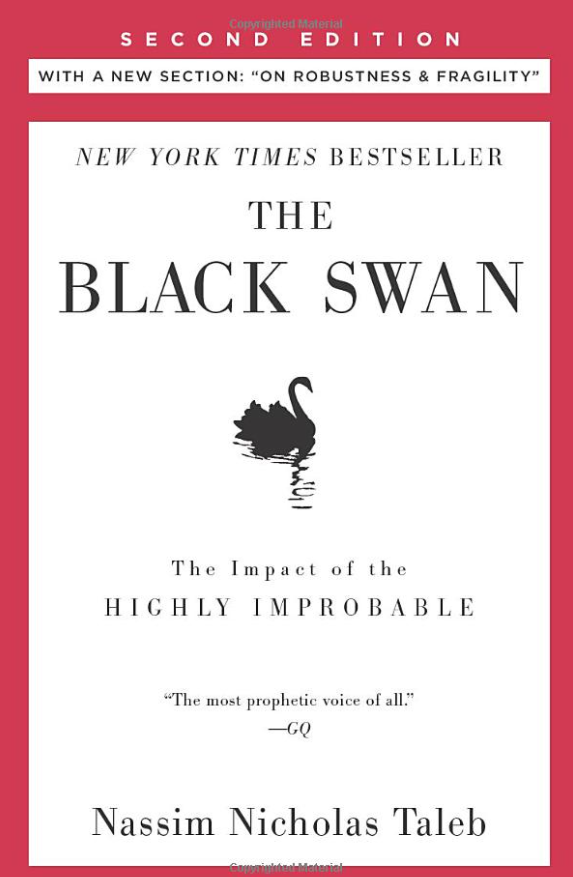 Copyrighted Material
SECOND EDITION
WITH A NEW SECTION: “ON ROBUSTNESS & FRAGILITY”
NEW YORK TIMES BESTSELLER
THE
BLACK SWAN
The Impact of the
HIGHLY IMPROBABLE
“The most prophetic voice of all.”
—GQ
Nassim Nicholas Taleb
Copyrighted Material